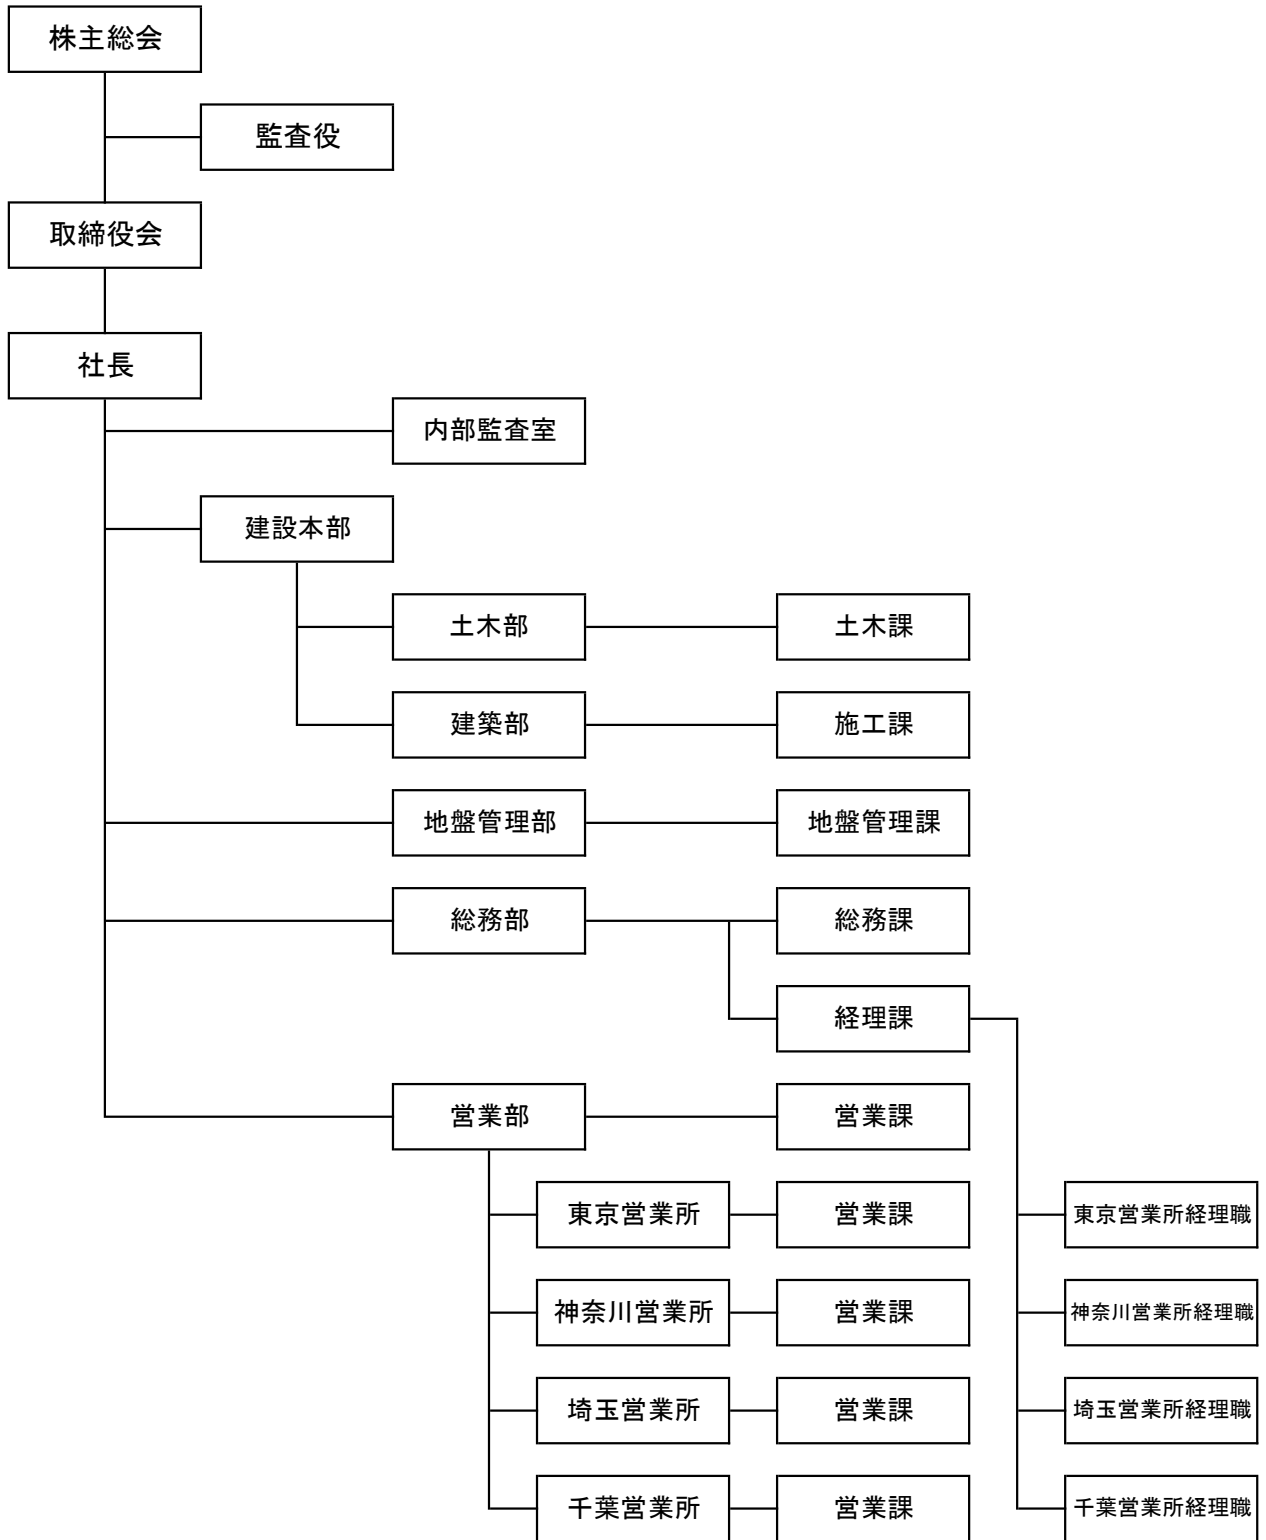 株主総会
監査役
取締役会
社長
内部監査室
建設本部
土木部
土木課
建築部
施工課
地盤管理部
地盤管理課
総務部
総務課
経理課
営業部
営業課
東京営業所
営業課
東京営業所経理職
神奈川営業所
営業課
神奈川営業所経理職
埼玉営業所
営業課
埼玉営業所経理職
千葉営業所
営業課
千葉営業所経理職